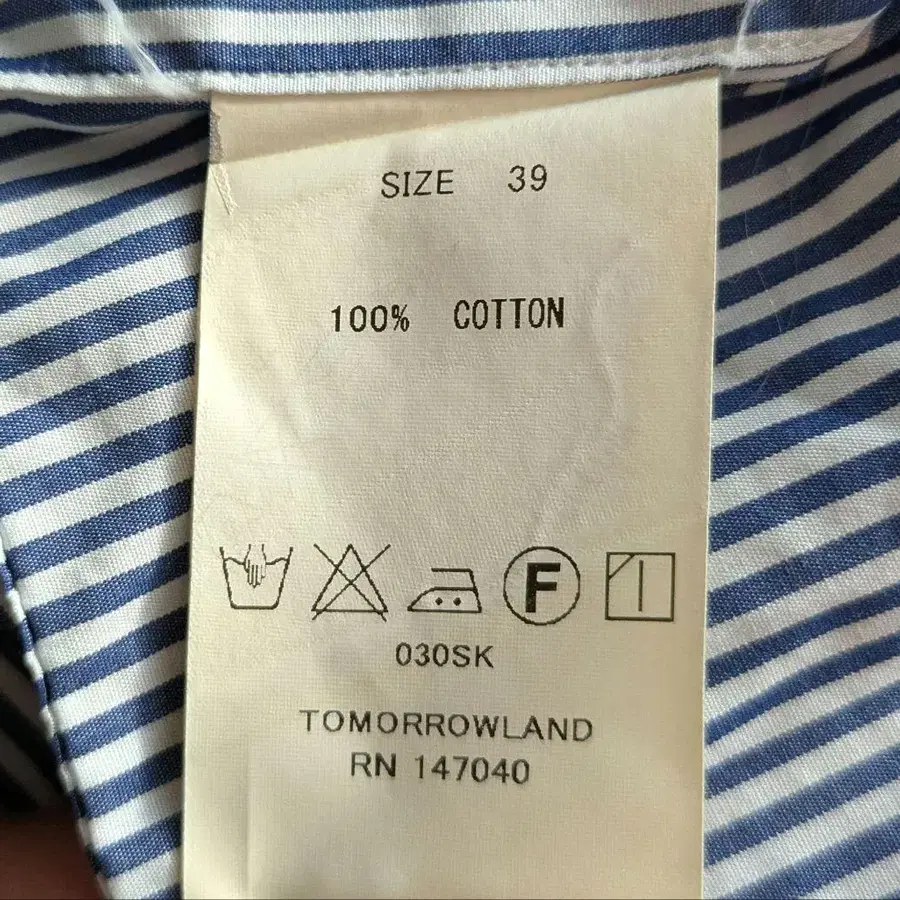 SIZE 39
100% COTTON
F
030SK
TOMORROWLAND
RN 147040